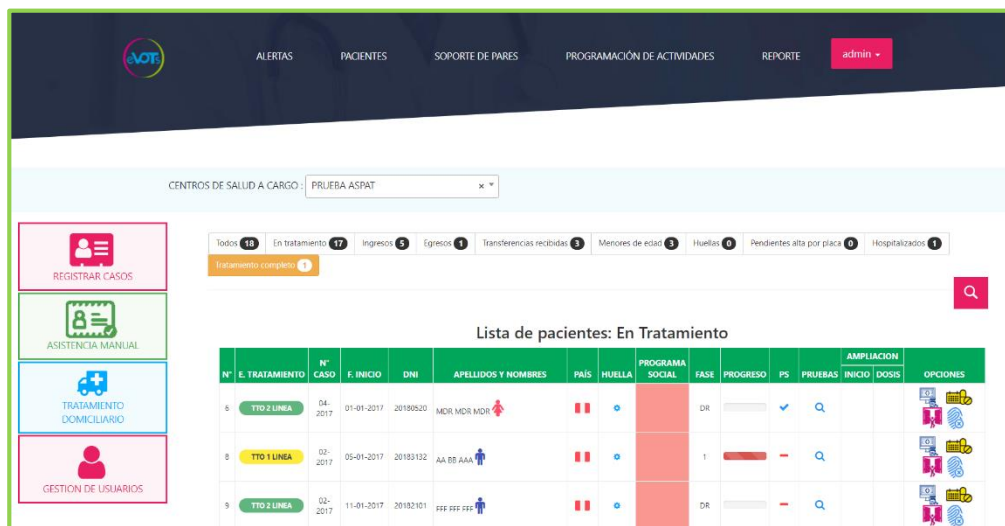 eVOTs
ALERTAS PACIENTES SOPORTE DE PARES PROGRAMACIÓN DE ACTIVIDADES REPORTE admin
CENTROS DE SALUD A CARGO : PRUEBA ASPAT ×
REGISTRAR CASOS
ASISTENCIA MANUAL
TRATAMIENTO
DOMICILIARIO
GESTION DE USUARIOS
Todos 18 En tratamiento 17 Ingresos 5 Egresos 1 Transferencias recibidas 3 Menores de edad 3 Huellas 0 Pendientes alta por placa 0 Hospitalizados 1
Tratamiento completo 1
Lista de pacientes: En Tratamiento
N° E. TRATAMIENTO N° CASO F. INICIO DNI APELLIDOS Y NOMBRES PAÍS HUELLA PROGRAMA SOCIAL FASE PROGRESO PS PRUEBAS AMPLIACION INICIO DOSIS OPCIONES
6 TTO 2 LINEA 04-2017 01-01-2017 20180520 MDR MDR MDR DR
8 TTO 1 LINEA 02-2017 05-01-2017 20183132 AA BB AAA 1
9 TTO 2 LINEA 02-2017 11-01-2017 20182101 FFF FFF FFF DR